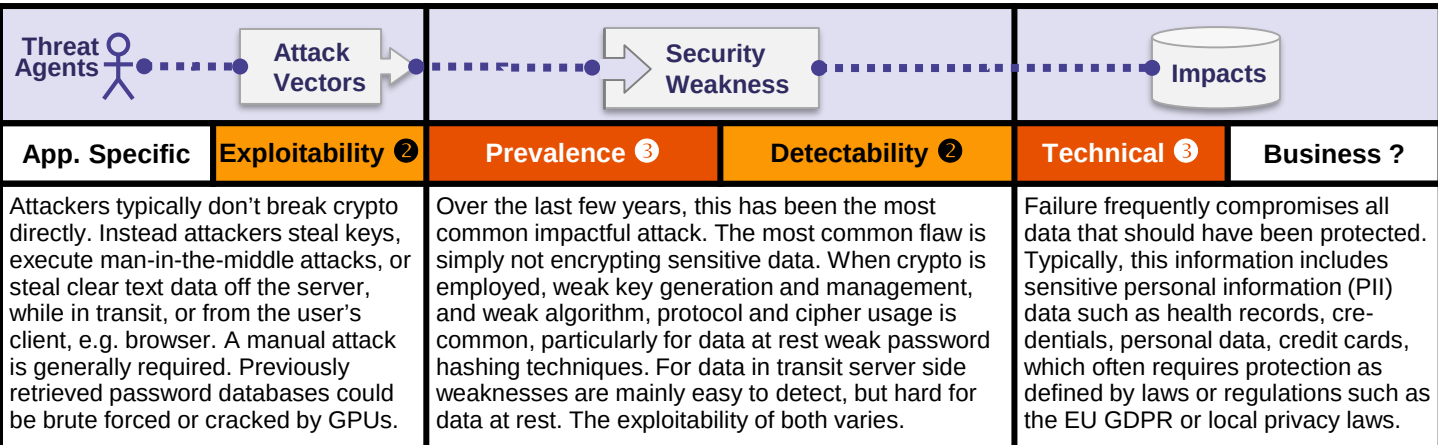 Threat
Agents
Attack
Vectors
Security
Weakness
Impacts
App. Specific
Exploitability ❷
Prevalence ❸
Detectability ❷
Technical ❸
Business ?
Attackers typically don’t break crypto
directly. Instead attackers steal keys,
execute man-in-the-middle attacks, or
steal clear text data off the server,
while in transit, or from the user’s
client, e.g. browser. A manual attack
is generally required. Previously
retrieved password databases could
be brute forced or cracked by GPUs.
Over the last few years, this has been the most
common impactful attack. The most common flaw is
simply not encrypting sensitive data. When crypto is
employed, weak key generation and management,
and weak algorithm, protocol and cipher usage is
common, particularly for data at rest weak password
hashing techniques. For data in transit server side
weaknesses are mainly easy to detect, but hard for
data at rest. The exploitability of both varies.
Failure frequently compromises all
data that should have been protected.
Typically, this information includes
sensitive personal information (PII)
data such as health records, cre-
dentials, personal data, credit cards,
which often requires protection as
defined by laws or regulations such as
the EU GDPR or local privacy laws.